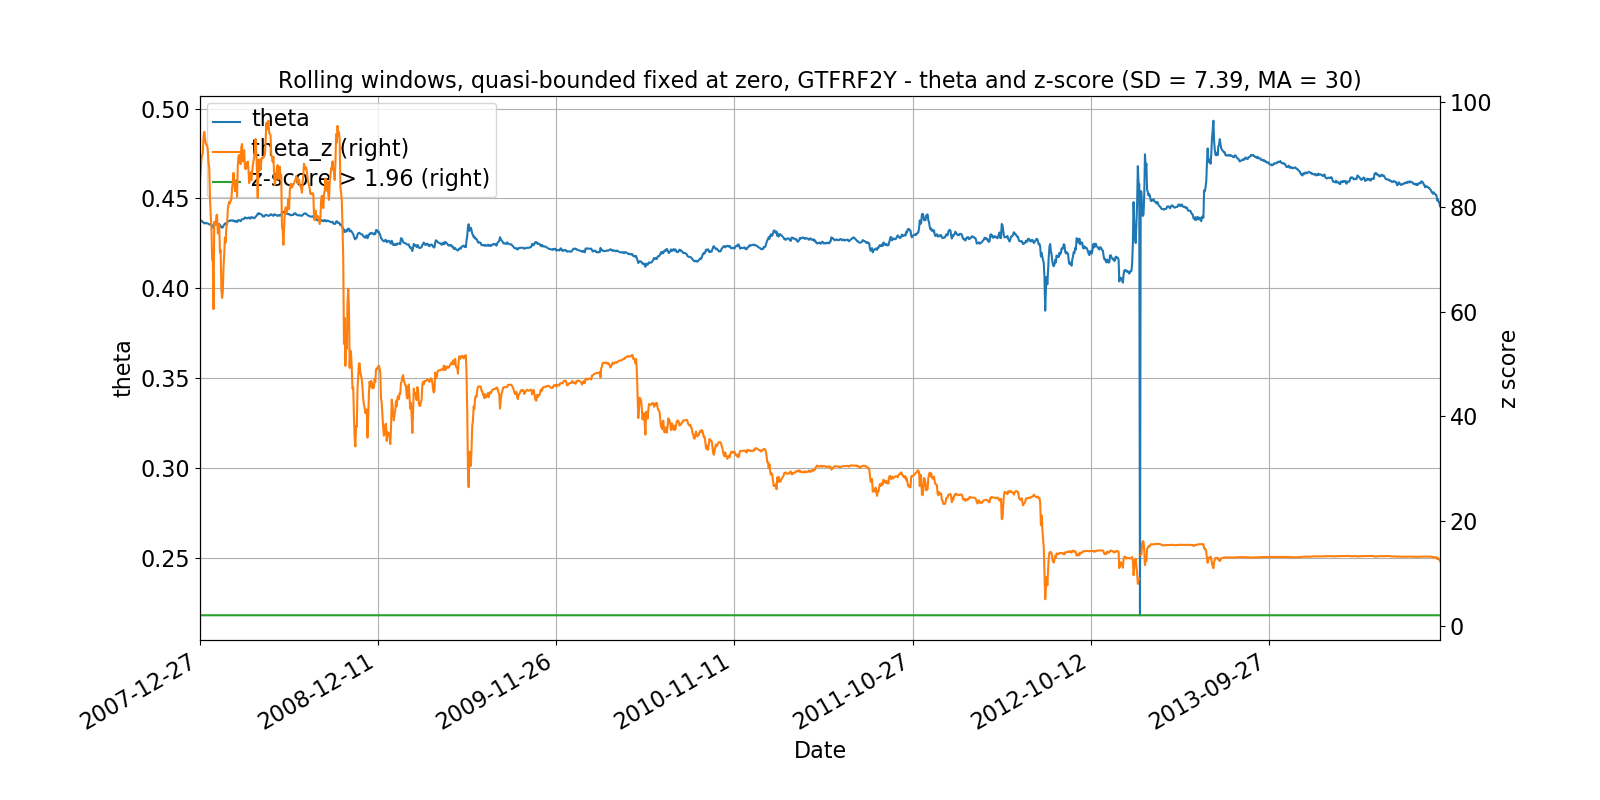 Rolling windows, quasi-bounded fixed at zero, GTFRF2Y - theta and z-score (SD = 7.39, MA = 30)
theta
theta_z (right)
z-score > 1.96 (right)
0.50
0.45
0.40
0.35
0.30
0.25
theta
100
80
60
40
20
0
z score
2007-12-27
2008-12-11
2009-11-26
2010-11-11
2011-10-27
2012-10-12
2013-09-27
Date